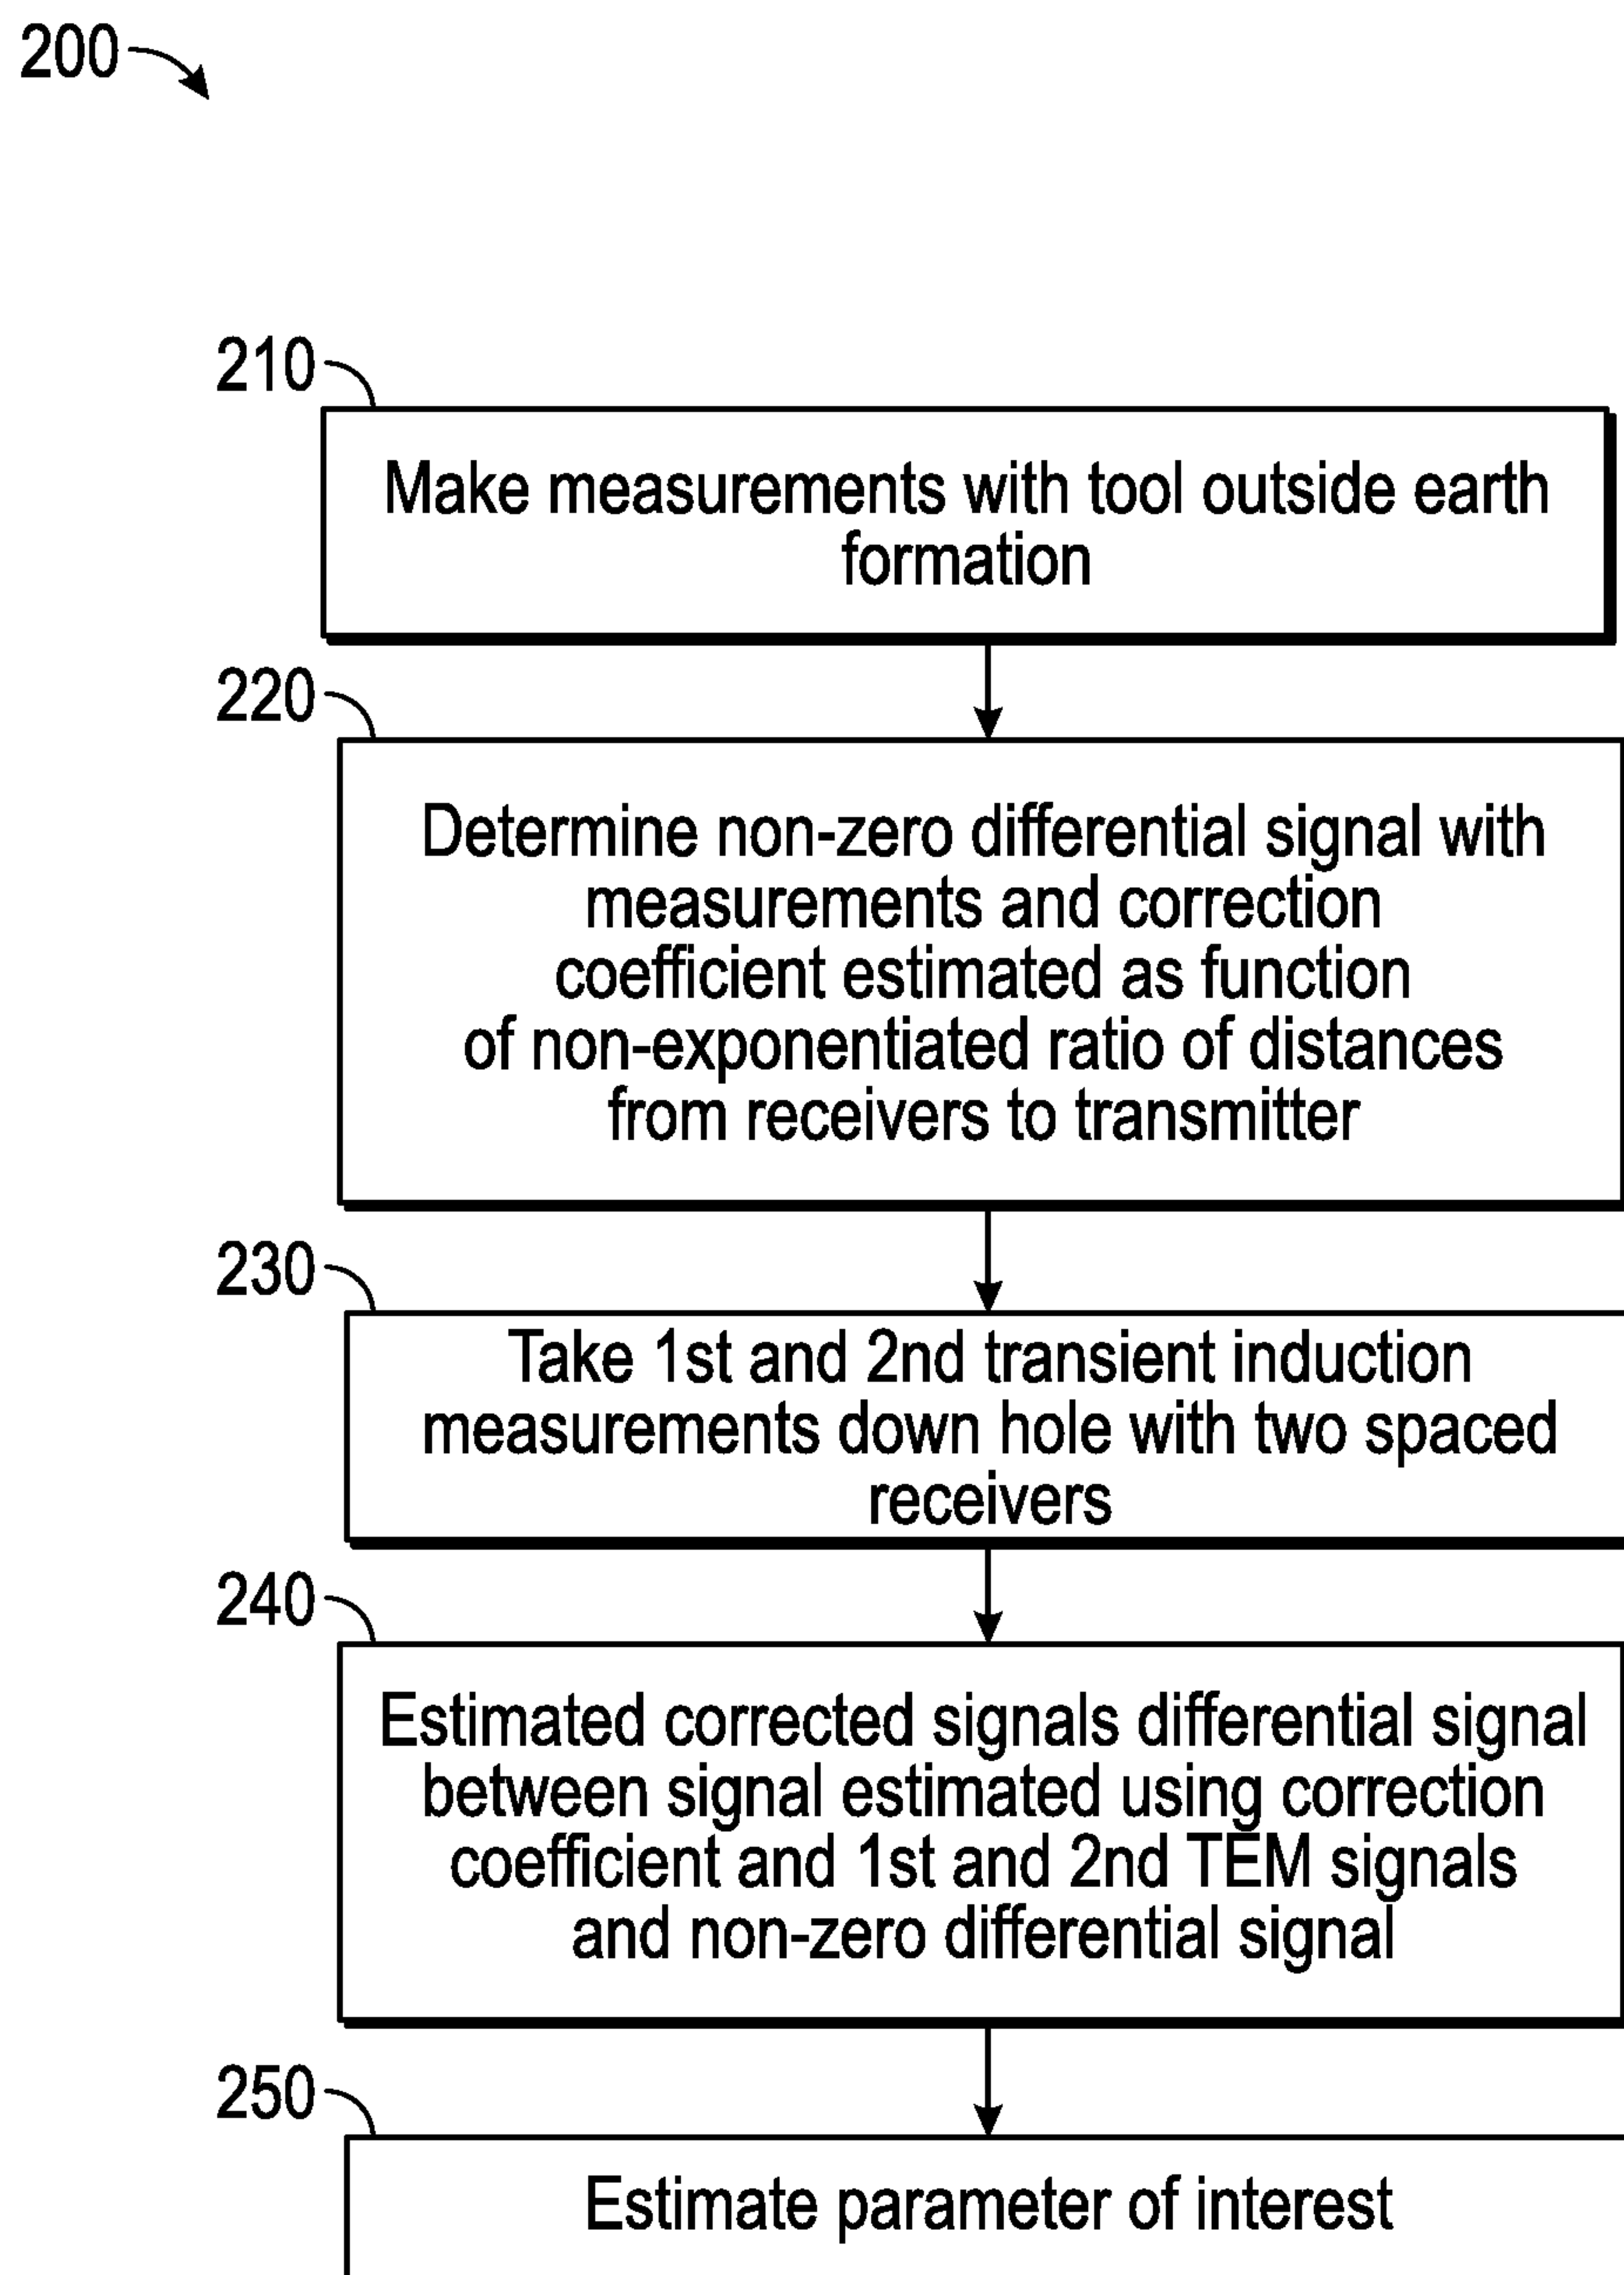 200
210
Make measurements with tool outside earth
formation
220
Determine non-zero differential signal with
measurements and correction
coefficient estimated as function
of non-exponentiated ratio of distances
from receivers to transmitter
230
Take 1st and 2nd transient induction
measurements down hole with two spaced
receivers
240
Estimated corrected signals differential signal
between signal estimated using correction
coefficient and 1st and 2nd TEM signals
and non-zero differential signal
250
Estimate parameter of interest